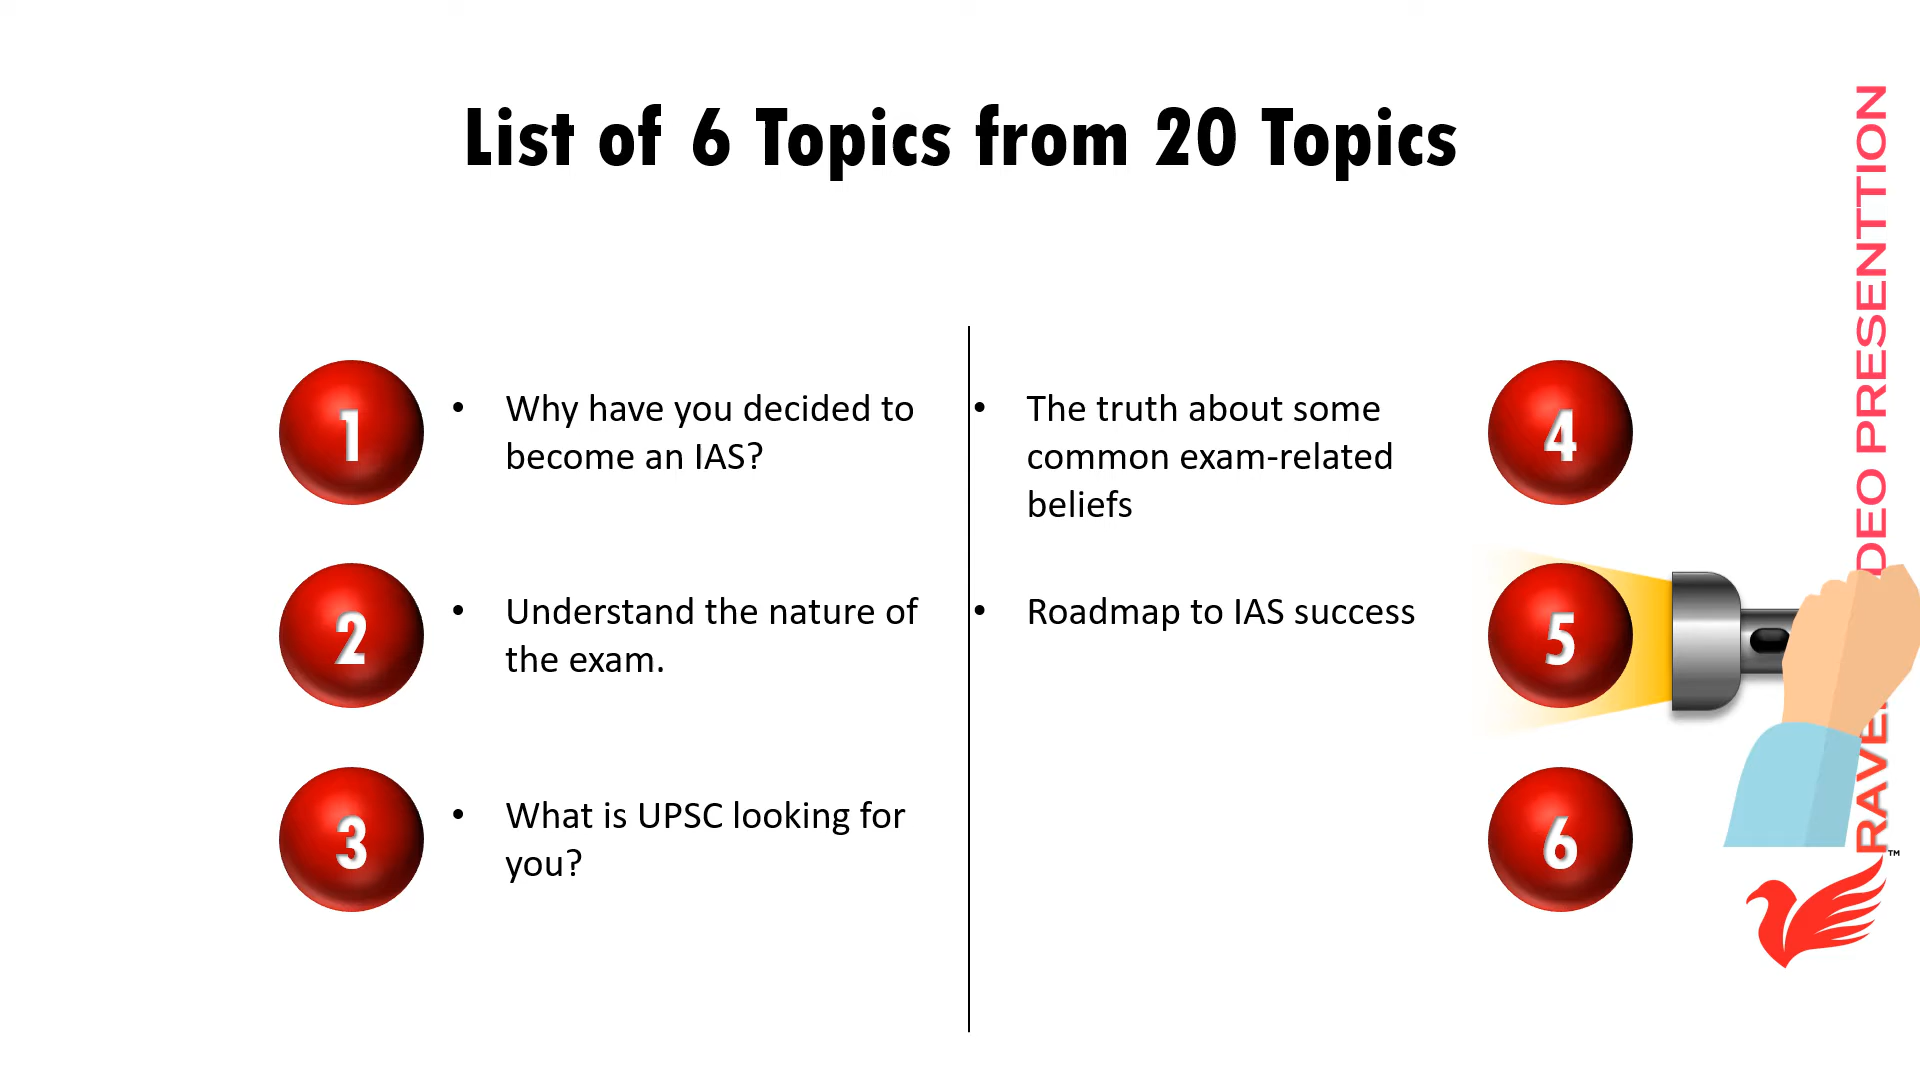 List of 6 Topics from 20 Topics
1
• Why have you decided to
become an IAS?
2
• Understand the nature of
the exam.
3
• What is UPSC looking for
you?
• The truth about some
common exam-related
beliefs
4
• Roadmap to IAS success
5
6
DEO PRESENTTION
RAVE
™